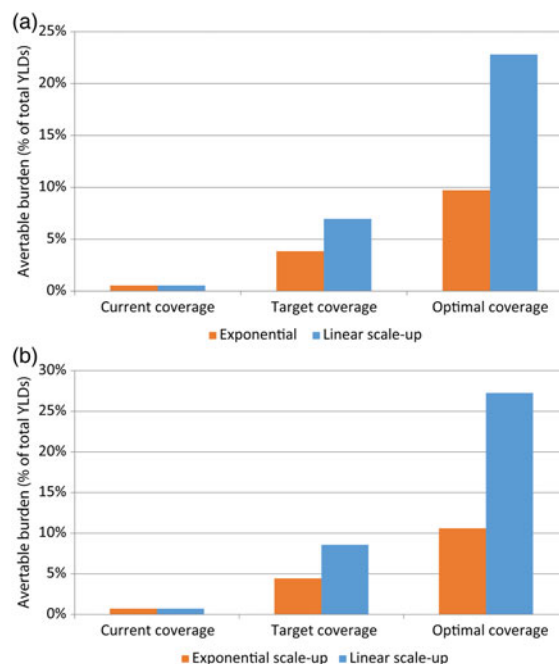 (a)
Avertable burden (% of total YLDs)
25%
20%
15%
10%
5%
0%
Current coverage Target coverage Optimal coverage
Exponential Linear scale-up
(b)
Avertable burden (% of total YLDs)
30%
25%
20%
15%
10%
5%
0%
Current coverage Target coverage Optimal coverage
Exponential scale-up Linear scale-up